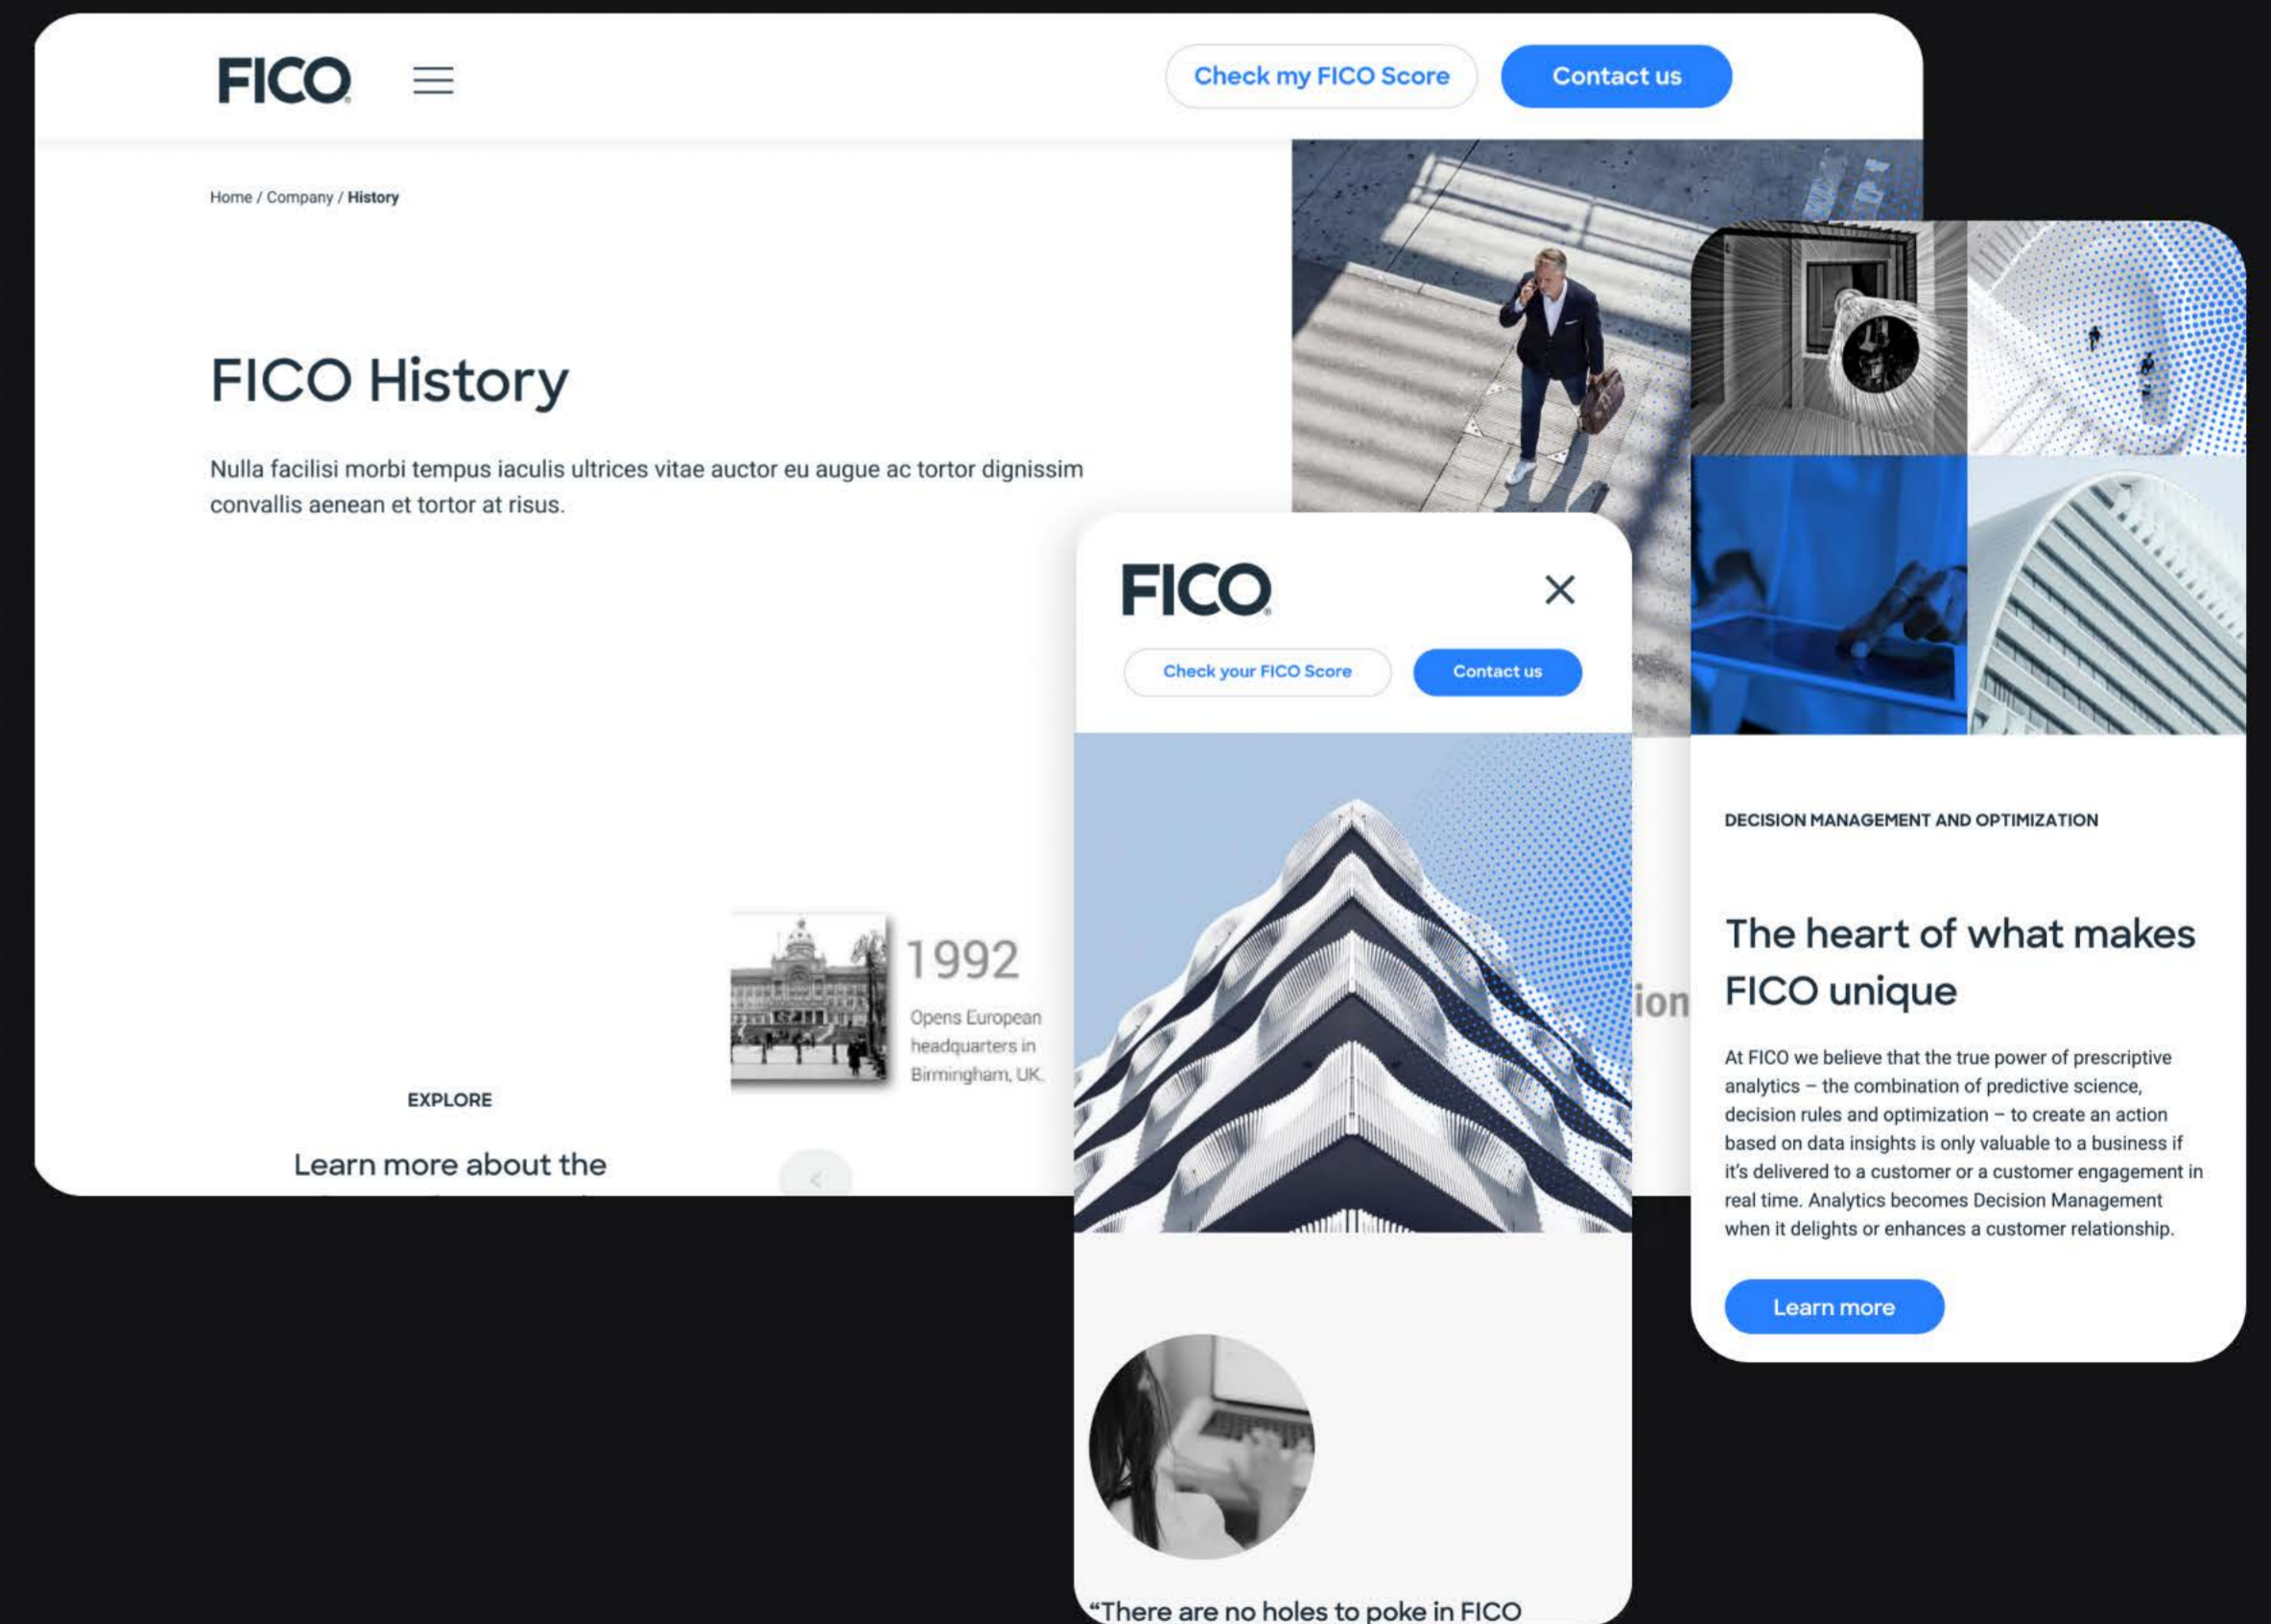 FICO
Check my FICO Score
Contact us
Home / Company / History
FICO History
Nulla facilisi morbi tempus iaculis ultrices vitae auctor eu augue ac tortor dignissim
convallis aenean et tortor at risus.
1992
Opens European
headquarters in
Birmingham, UK.
EXPLORE
Learn more about the
<
ion
FICO
Check your FICO Score
Contact us
“There are no holes to poke in FICO
DECISION MANAGEMENT AND OPTIMIZATION
The heart of what makes
FICO unique
At FICO we believe that the true power of prescriptive
analytics – the combination of predictive science,
decision rules and optimization – to create an action
based on data insights is only valuable to a business if
it’s delivered to a customer or a customer engagement in
real time. Analytics becomes Decision Management
when it delights or enhances a customer relationship.
Learn more